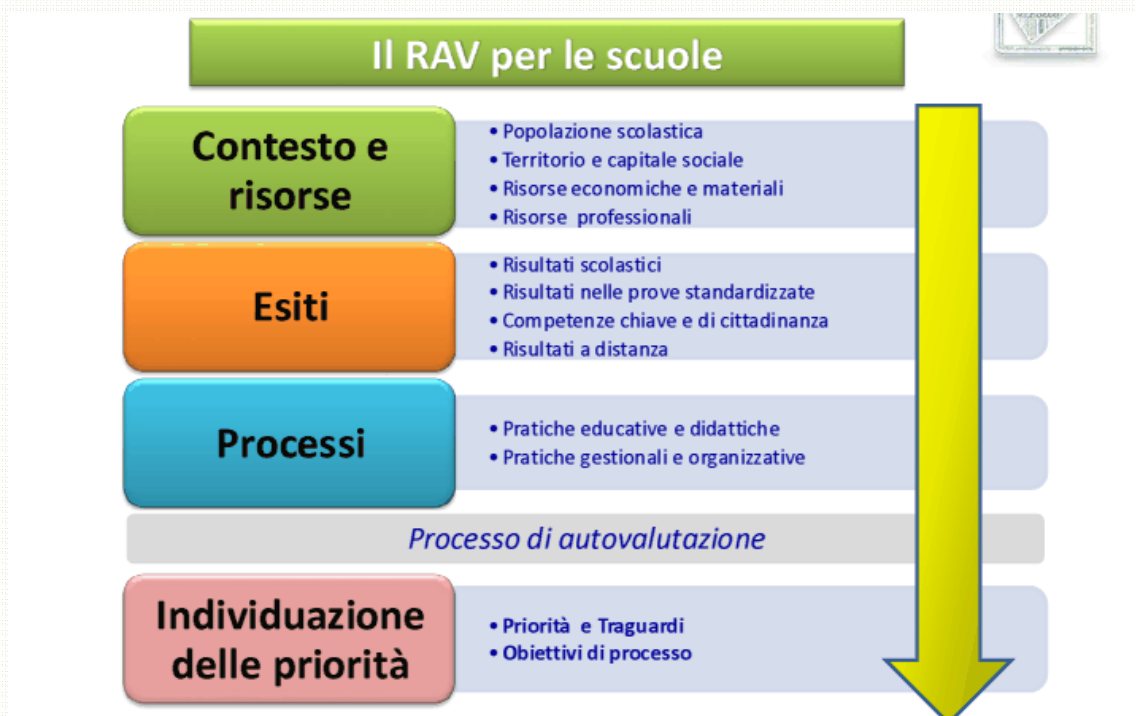 Il RAV per le scuole
Contesto e
risorse
• Popolazione scolastica
• Territorio e capitale sociale
• Risorse economiche e materiali
• Risorse professionali
Esiti
• Risultati scolastici
• Risultati nelle prove standardizzate
• Competenze chiave e di cittadinanza
• Risultati a distanza
Processi
• Pratiche educative e didattiche
• Pratiche gestionali e organizzative
Processo di autovalutazione
Individuazione
delle priorità
• Priorità e Traguardi
• Obiettivi di processo